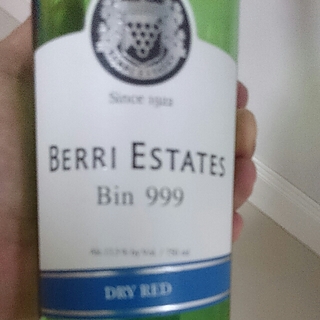 Since 1922
BERRI ESTATES
Bin 999
DRY RED